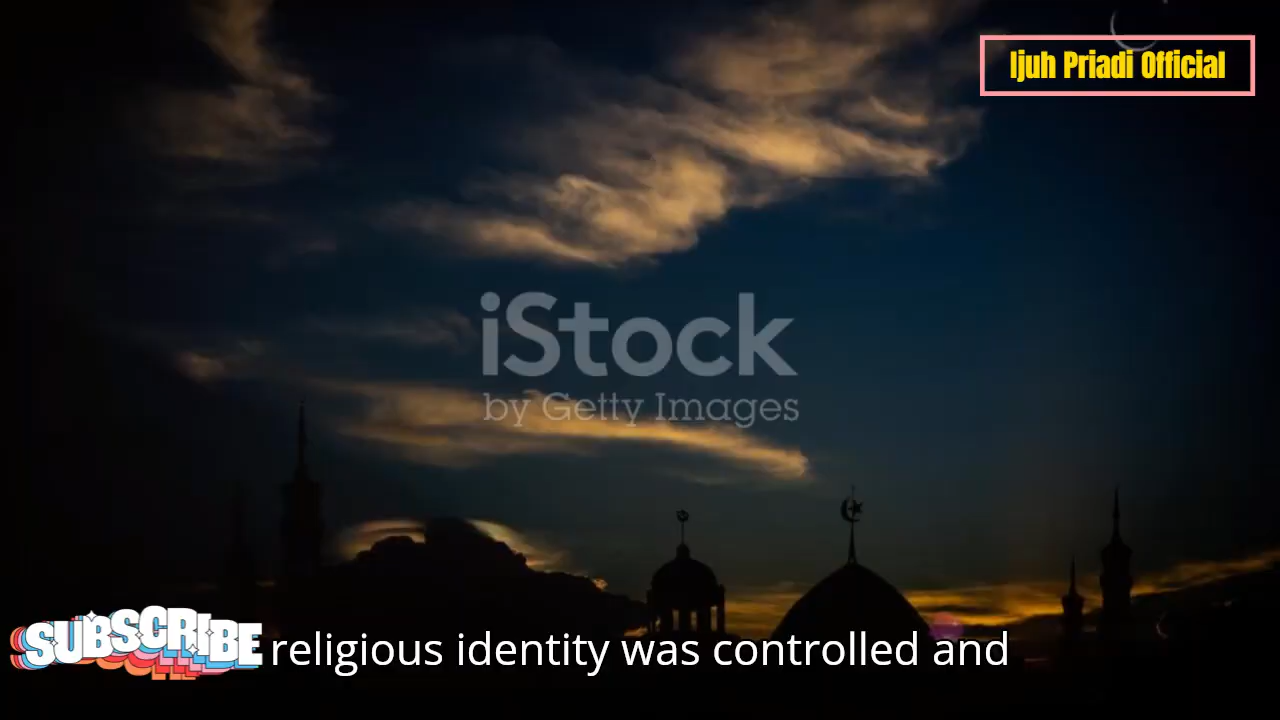 Ijuh Priadi Official
iStock
by Getty Images
SUBSCRIBE
religious identity was controlled and